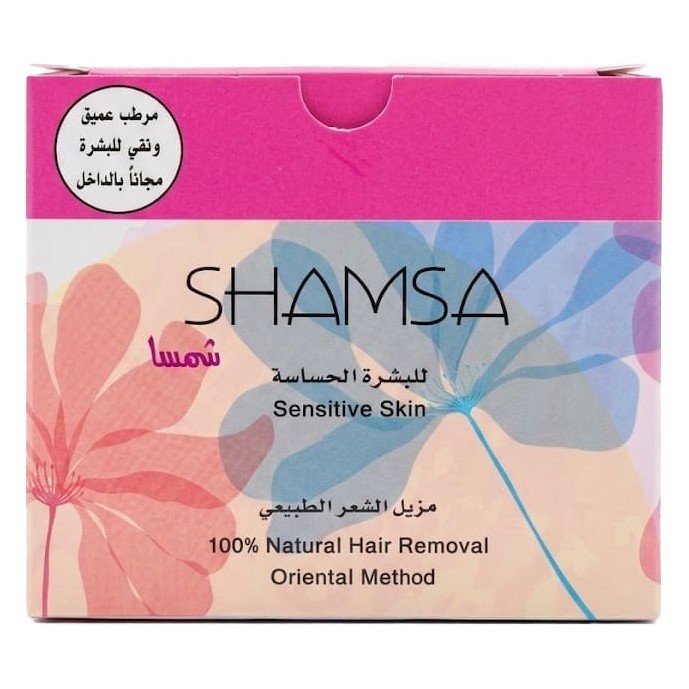 مرطب عميق
ونقي للبشرة
مجاناً بالداخل
SHAMSA
شمسا
للبشرة الحساسة
Sensitive Skin
مزيل الشعر الطبيعي
100% Natural Hair Removal
Oriental Method